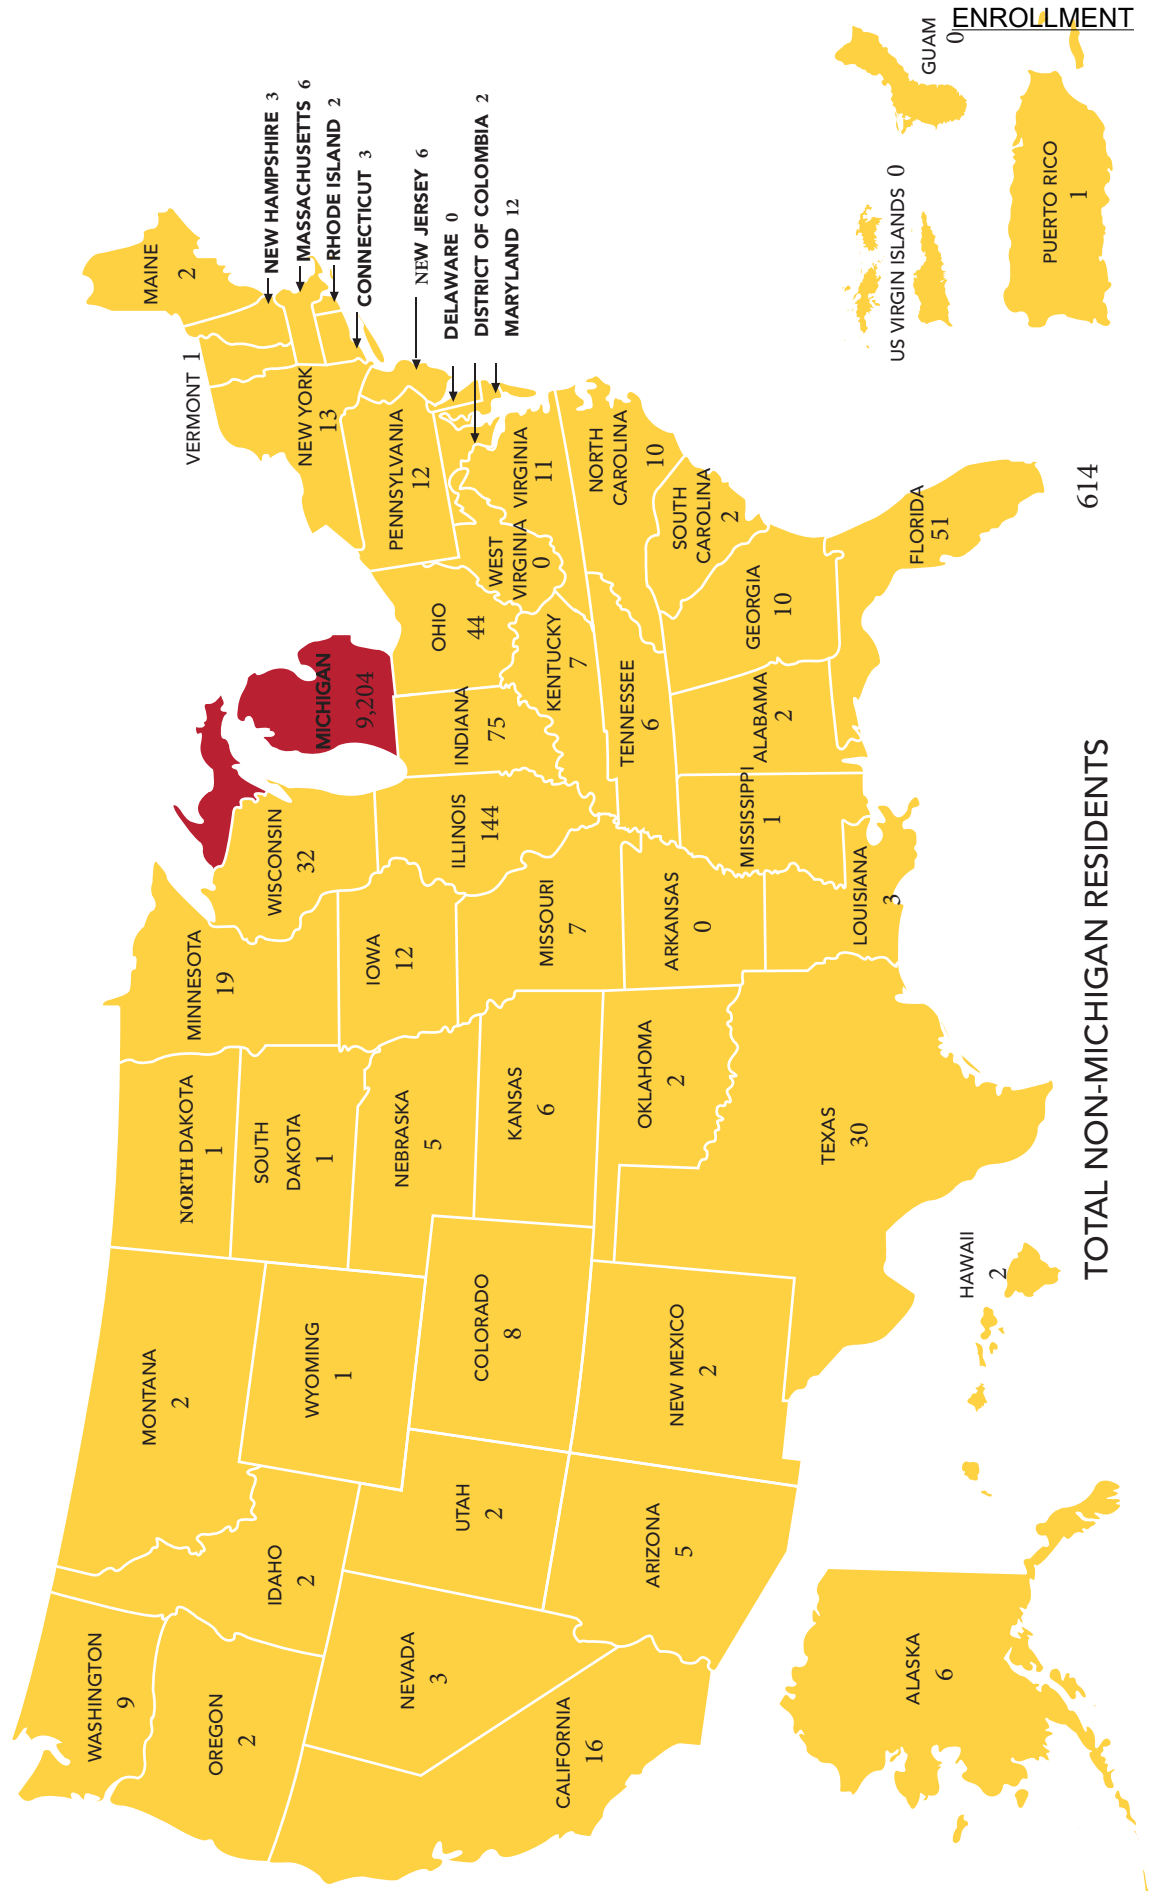 ENROLLMENT
WASHINGTON
9
OREGON
2
CALIFORNIA
16
NEVADA
3
IDAHO
2
MONTANA
2
WYOMING
1
UTAH
2
ARIZONA
5
COLORADO
8
NEW MEXICO
2
NORTH DAKOTA
1
SOUTH
DAKOTA
1
NEBRASKA
5
KANSAS
6
OKLAHOMA
2
TEXAS
30
MINNESOTA
19
IOWA
12
MISSOURI
7
ARKANSAS
0
LOUISIANA
3
WISCONSIN
32
ILLINOIS
144
MICHIGAN
9,204
INDIANA
75
OHIO
44
KENTUCKY
7
TENNESSEE
6
MISSISSIPPI
1
ALABAMA
2
GEORGIA
10
FLORIDA
51
SOUTH
CAROLINA
2
NORTH
CAROLINA
10
WEST
VIRGINIA
0
VIRGINIA
11
PENNSYLVANIA
12
NEW YORK
13
VERMONT 1
MAINE
2
NEW HAMPSHIRE 3
MASSACHUSETTS 6
RHODE ISLAND 2
CONNECTICUT 3
NEW JERSEY 6
DELAWARE 0
DISTRICT OF COLOMBIA 2
MARYLAND 12
ALASKA
6
HAWAII
2
US VIRGIN ISLANDS 0
GUAM
0
PUERTO RICO
1
TOTAL NON-MICHIGAN RESIDENTS 614